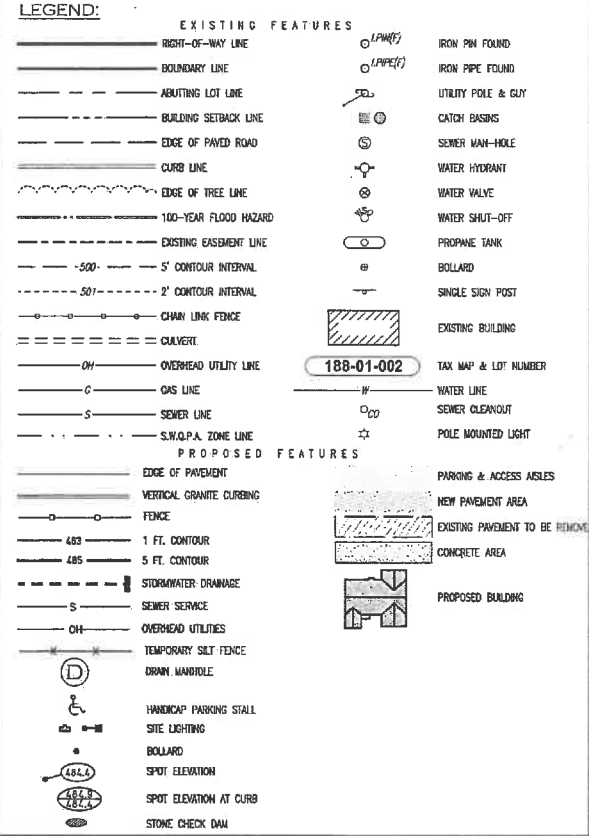 LEGEND:
EXISTING FEATURES
RIGHT-OF-WAY LINE
BOUNDARY LINE
ABUTTING LOT LINE
BUILDING SETBACK LINE
EDGE OF PAVED ROAD
CURB LINE
EDGE OF TREE LINE
100-YEAR FLOOD HAZARD
EXISTING EASEMENT LINE
-500- 5' CONTOUR INTERVAL
501 2' CONTOUR INTERVAL
CHAIN LINK FENCE
CULVERT
OH OVERHEAD UTILITY LINE
G GAS LINE
S SEWER LINE
S.W.Q.P.A. ZONE LINE
I.PIN(F) IRON PIN FOUND
I.PIPE(F) IRON PIPE FOUND
UTILITY POLE & GUY
CATCH BASINS
S SEWER MAN-HOLE
WATER HYDRANT
WATER VALVE
WATER SHUT-OFF
PROPANE TANK
BOLLARD
SINGLE SIGN POST
EXISTING BUILDING
188-01-002 TAX MAP & LOT NUMBER
W WATER LINE
CO SEWER CLEANOUT
POLE MOUNTED LIGHT
PROPOSED FEATURES
EDGE OF PAVEMENT
VERTICAL GRANITE CURBING
FENCE
483 1 FT. CONTOUR
485 5 FT. CONTOUR
STORMWATER DRAINAGE
S SEWER SERVICE
OH OVERHEAD UTILITIES
TEMPORARY SILT FENCE
D DRAIN MANHOLE
HANDICAP PARKING STALL
SITE LIGHTING
BOLLARD
484.4 SPOT ELEVATION
484.9 484.4 SPOT ELEVATION AT CURB
STONE CHECK DAM
PARKING & ACCESS AISLES
NEW PAVEMENT AREA
EXISTING PAVEMENT TO BE REMOVE
CONCRETE AREA
PROPOSED BUILDING